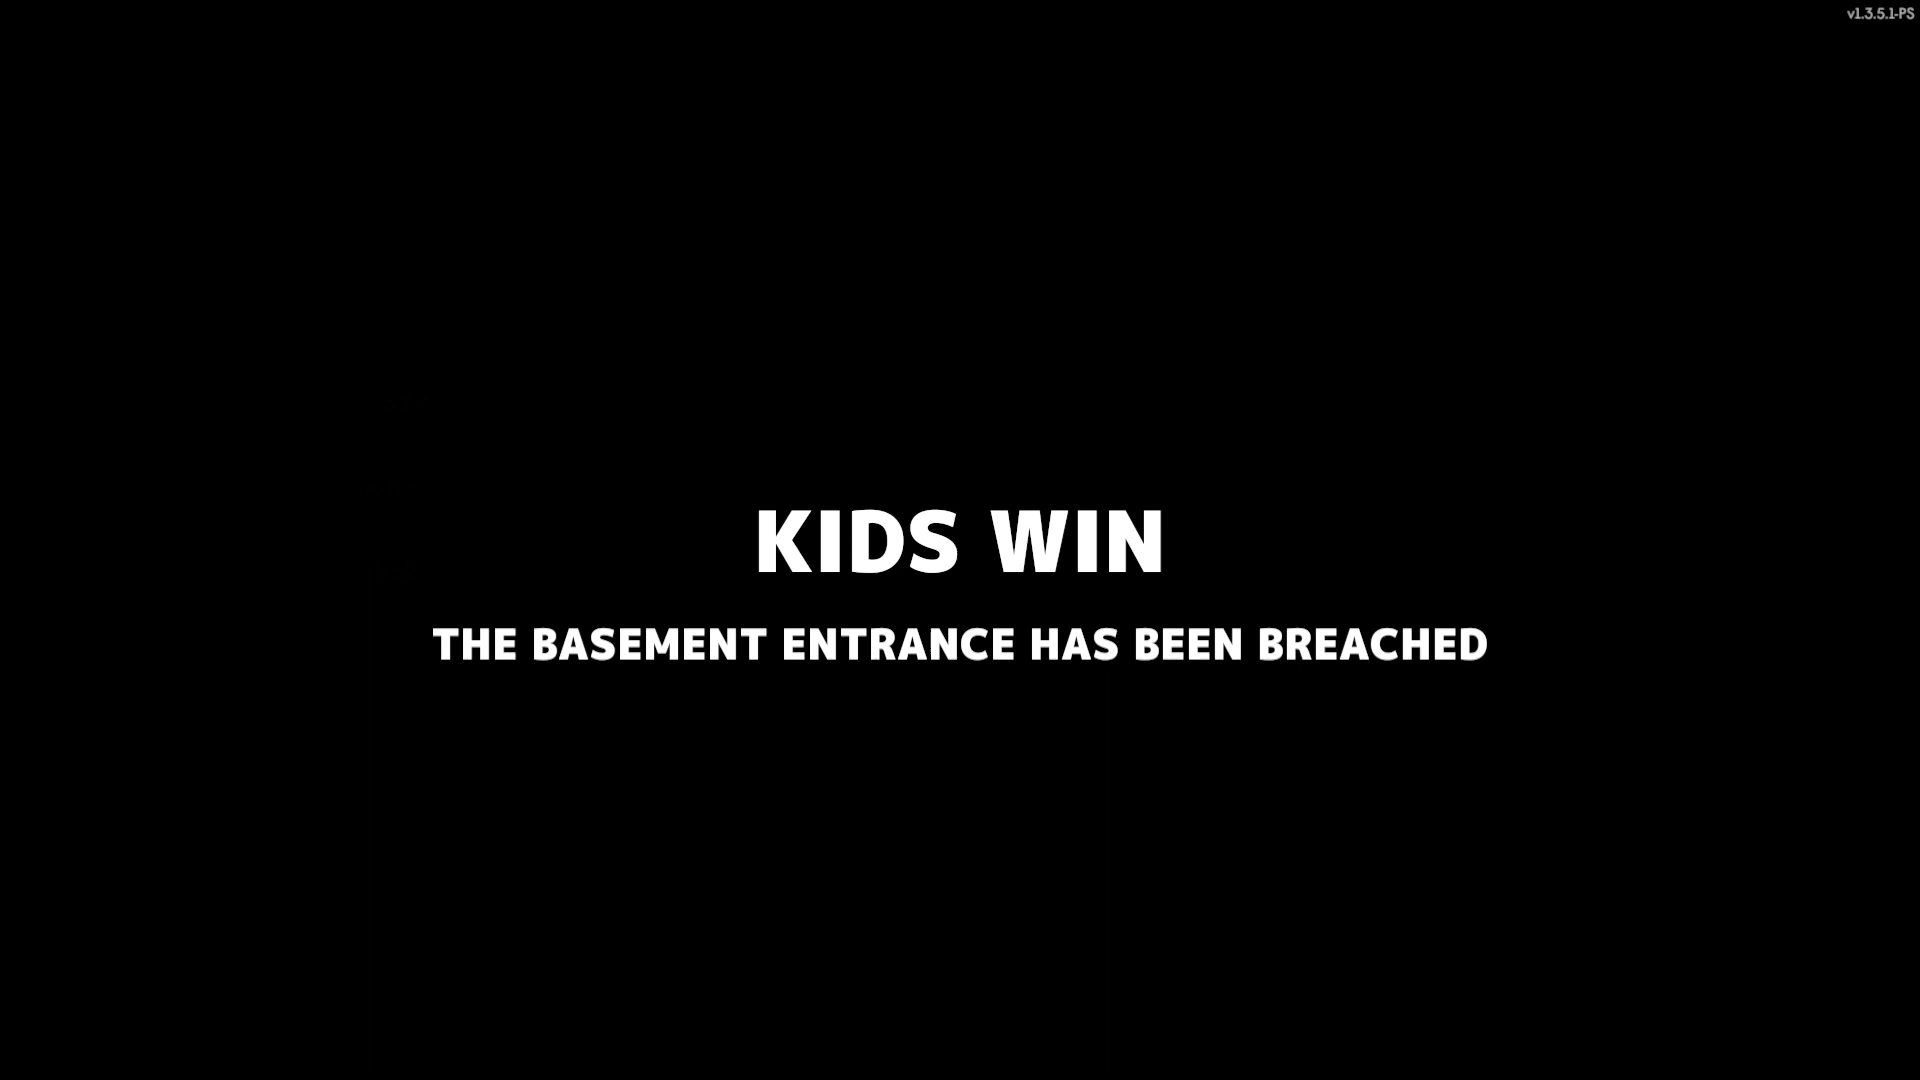 v1.3.5.1-PS
KIDS WIN
THE BASEMENT ENTRANCE HAS BEEN BREACHED